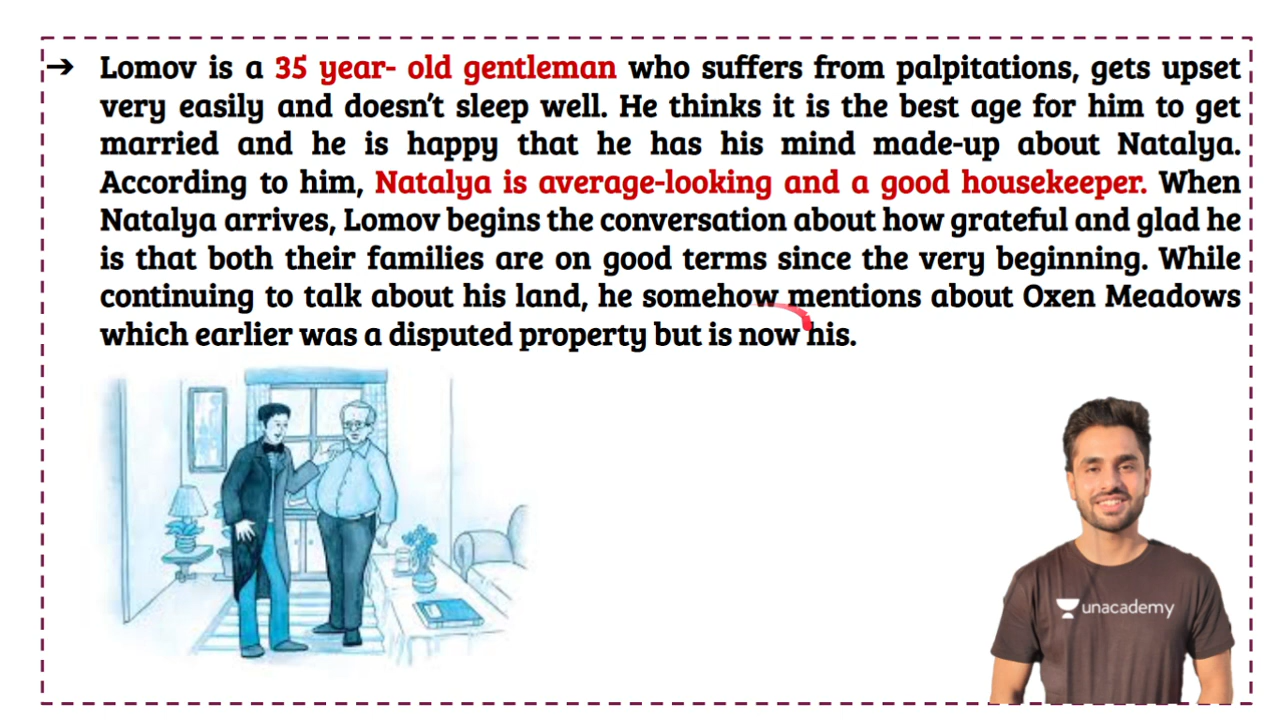 ➔ Lomov is a 35 year- old gentleman who suffers from palpitations, gets upset
very easily and doesn’t sleep well. He thinks it is the best age for him to get
married and he is happy that he has his mind made-up about Natalya.
According to him, Natalya is average-looking and a good housekeeper. When
Natalya arrives, Lomov begins the conversation about how grateful and glad he
is that both their families are on good terms since the very beginning. While
continuing to talk about his land, he somehow mentions about Oxen Meadows
which earlier was a disputed property but is now his.
unacademy